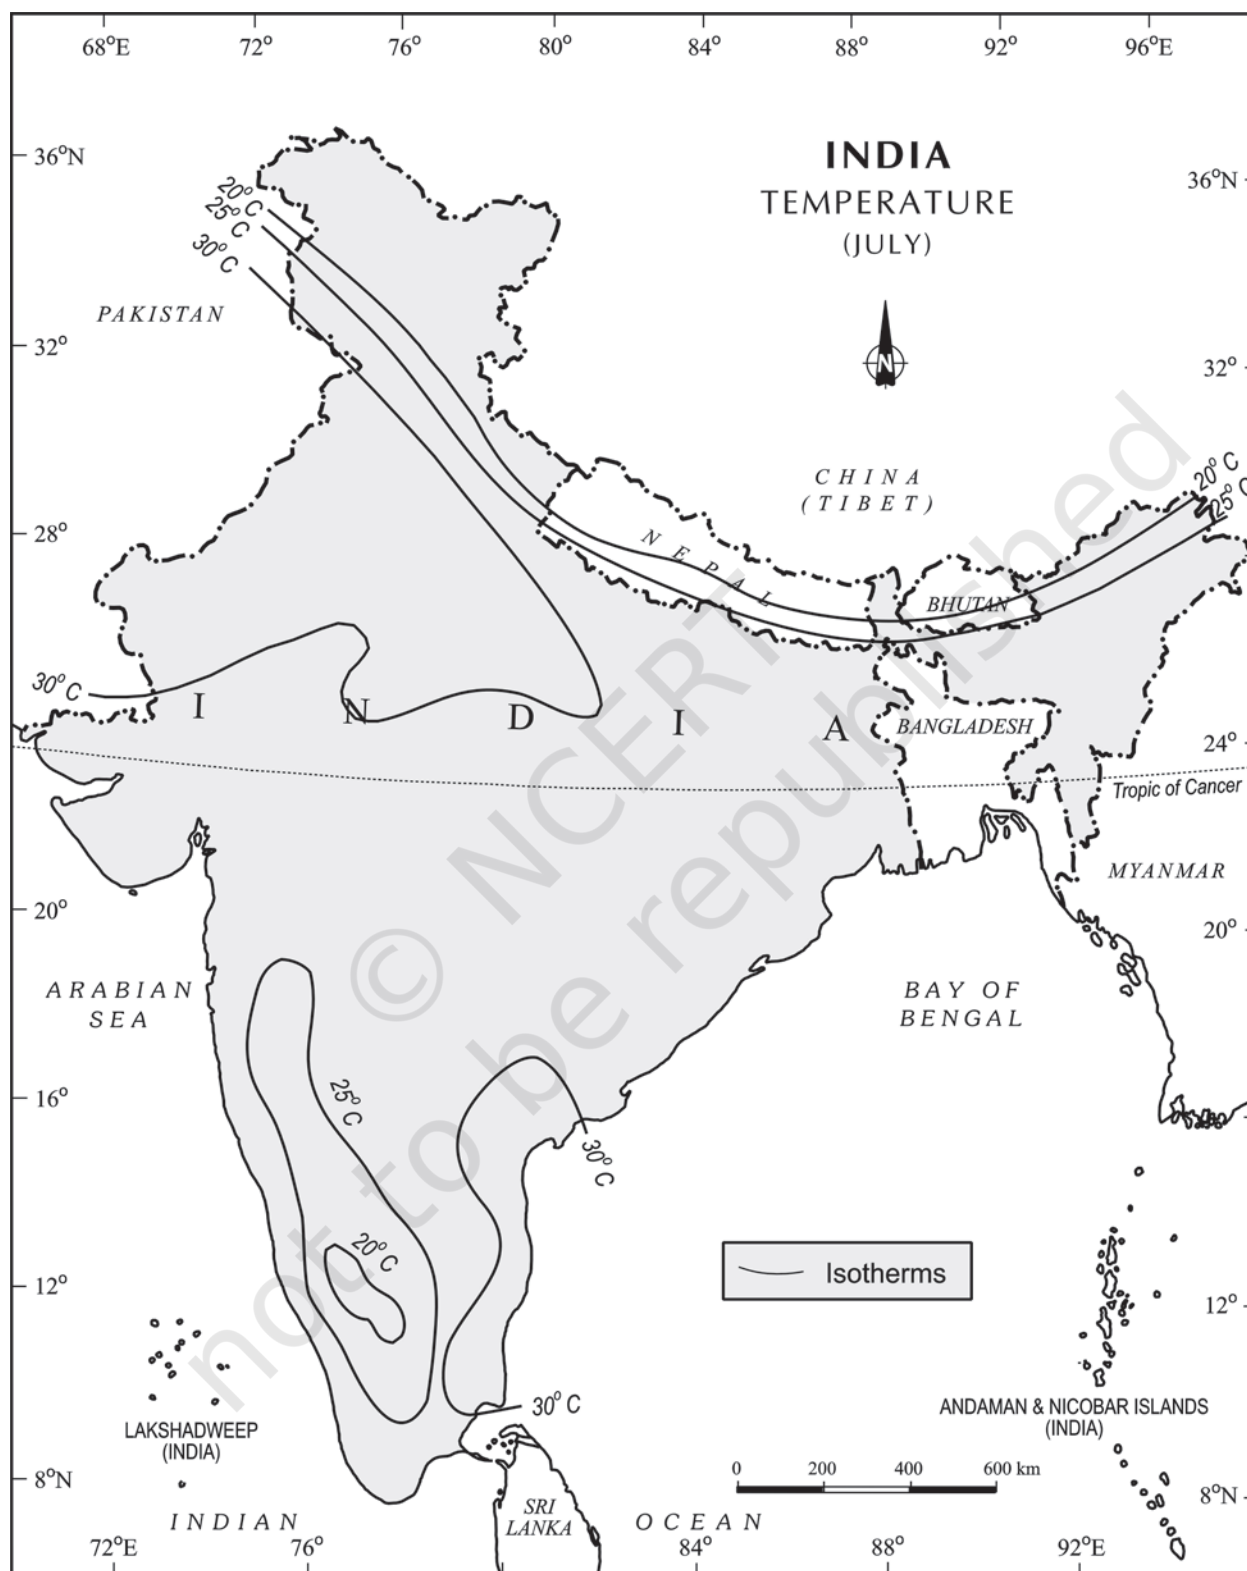 68°E 72° 76° 80° 84° 88° 92° 96°E
36°N
INDIA
TEMPERATURE
(JULY)
36°N
20° C
25° C
30° C
PAKISTAN
32°
32°
N
CHINA
(TIBET)
20° C
25° C
28°
NEPAL
BHUTAN
30° C
INDIA
BANGLADESH
24°
Tropic of Cancer
MYANMAR
20°
20°
ARABIAN
SEA
BAY OF
BENGAL
16°
25° C
30° C
20° C
Isotherms
12°
12°
30° C
LAKSHADWEEP
(INDIA)
ANDAMAN & NICOBAR ISLANDS
(INDIA)
0 200 400 600 km
8°N
8°N
SRI
LANKA
INDIAN OCEAN
72°E 76° 84° 88° 92°E
© NCERT
not to be republished